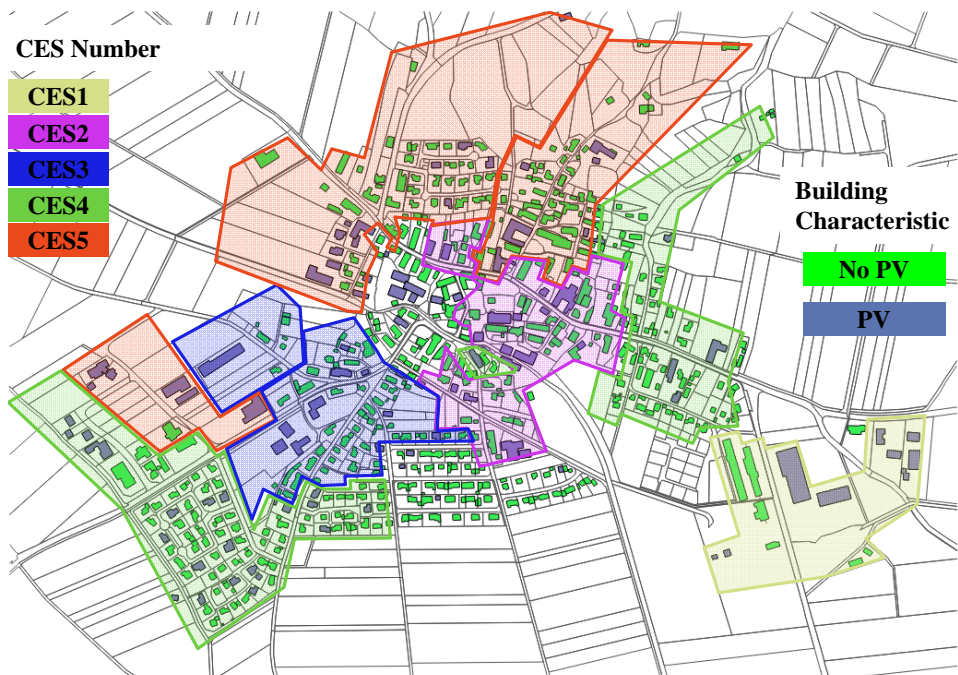 CES Number
CES1
CES2
CES3
CES4
CES5
Building
Characteristic
No PV
PV